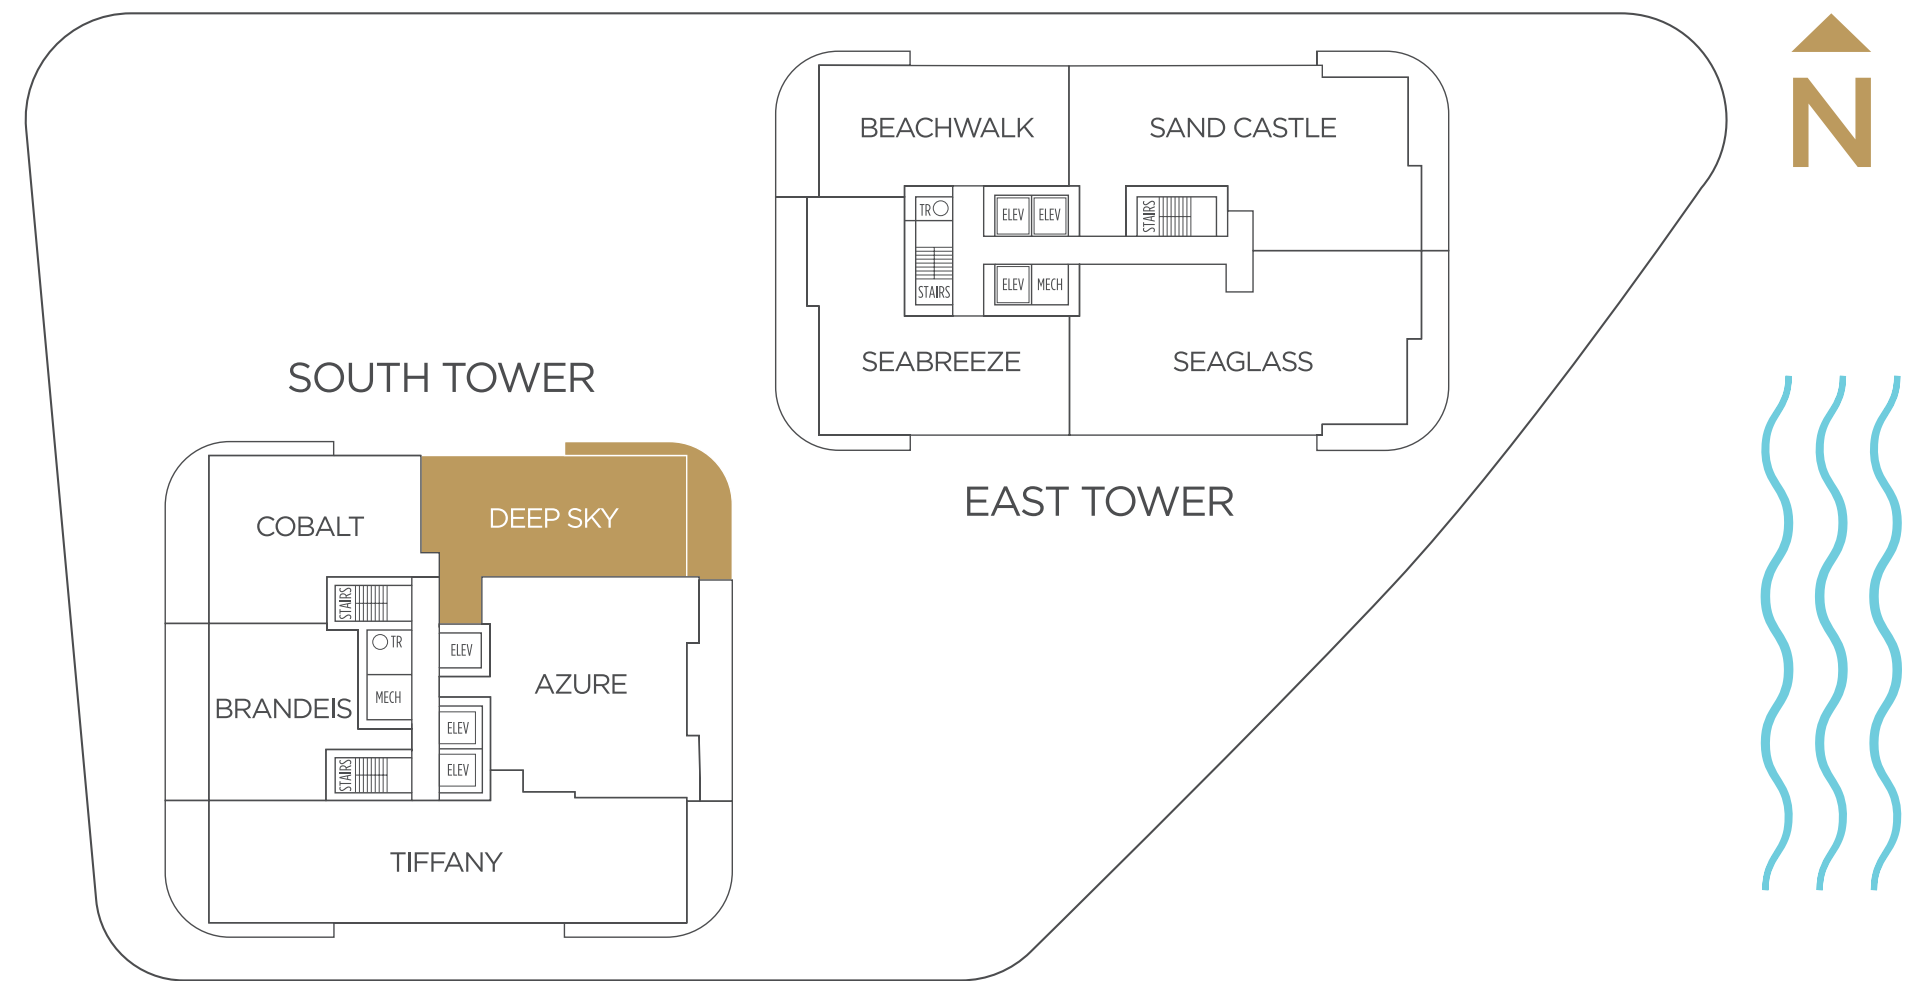 N
BEACHWALK
SAND CASTLE
TR
ELEV
ELEV
STAIRS
STAIRS
ELEV
MECH
SEABREEZE
SEAGLASS
EAST TOWER
SOUTH TOWER
COBALT
DEEP SKY
STAIRS
TR
ELEV
MECH
BRANDEIS
AZURE
ELEV
STAIRS
ELEV
TIFFANY